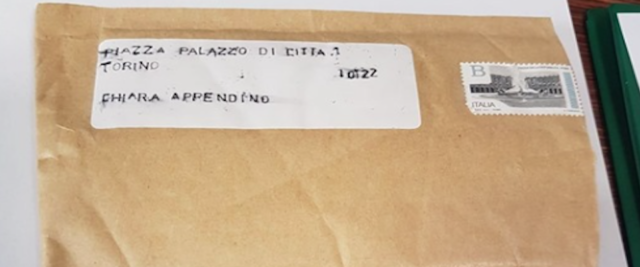 PIAZZA PALAZZO DI CITTA 1
TORINO 10122
CHIARA APPENDINO
B
ITALIA